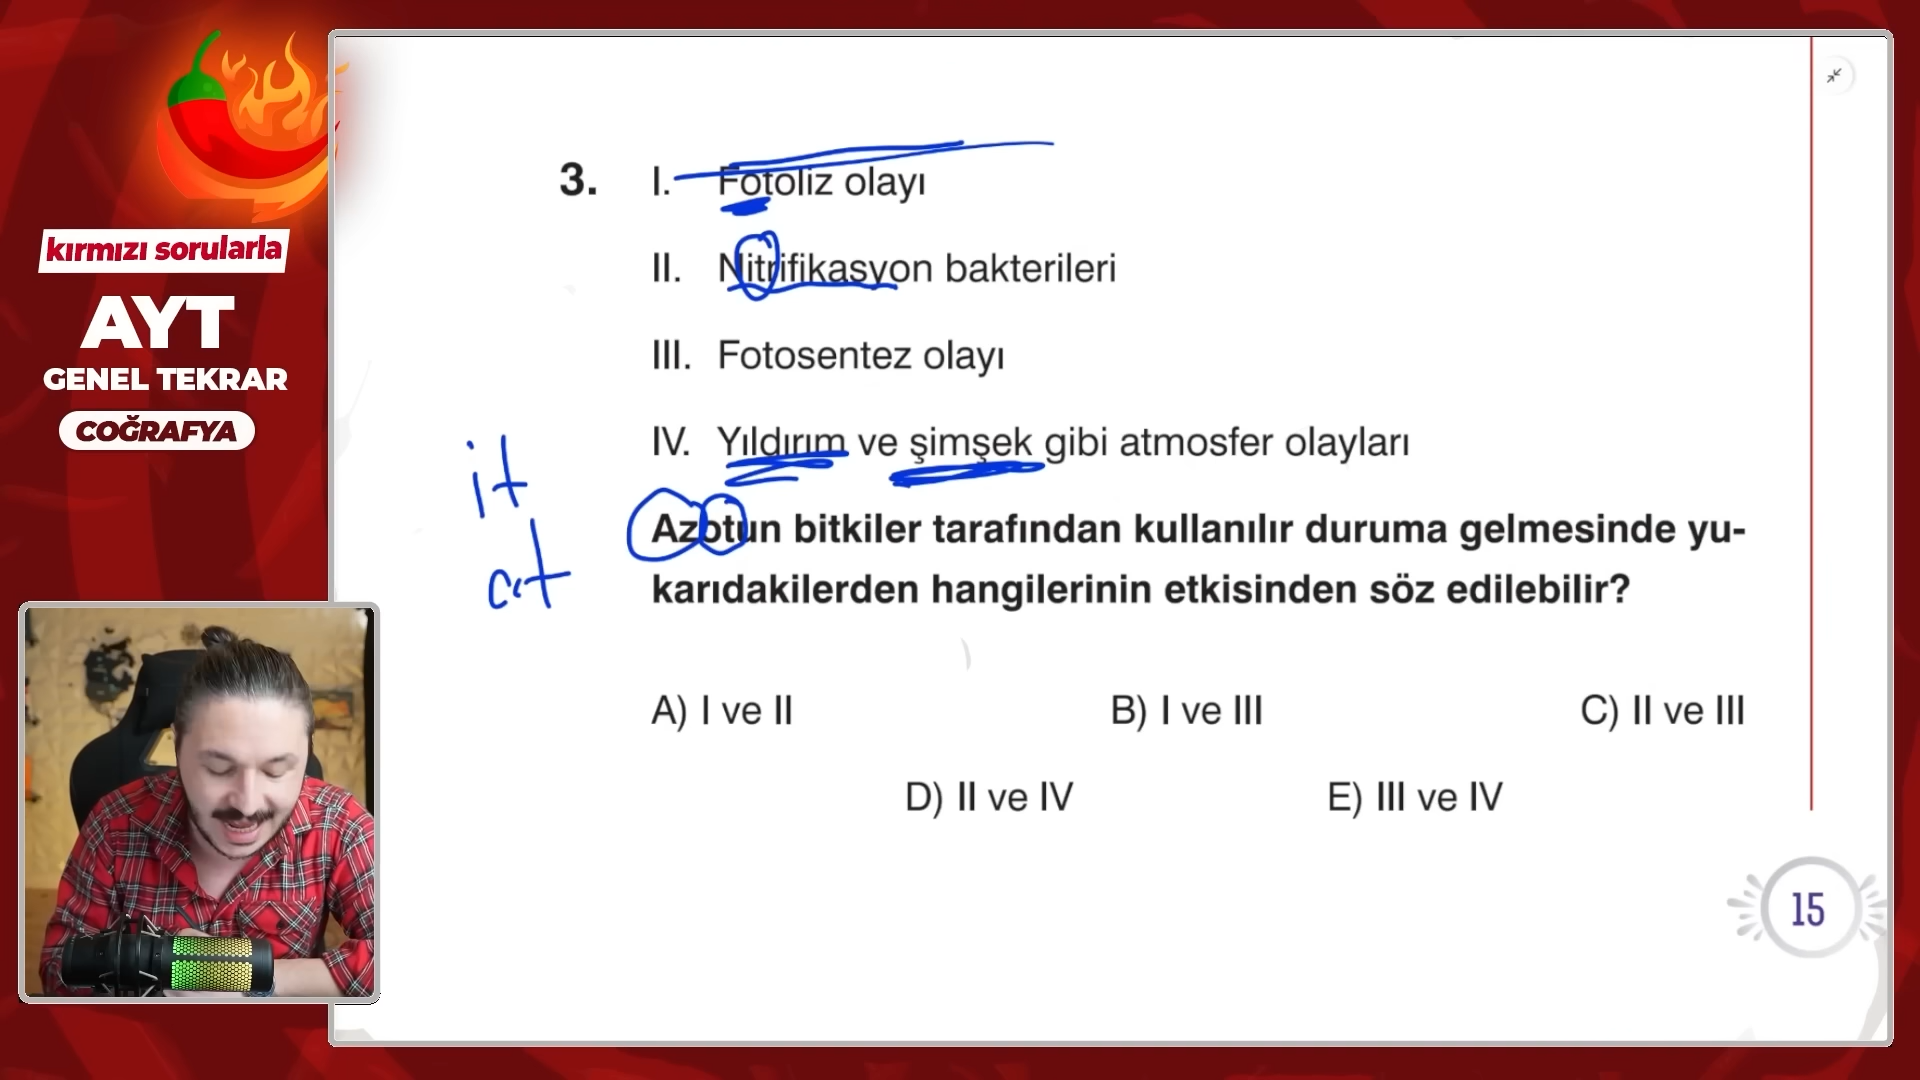 kırmızı sorularla
AYT
GENEL TEKRAR
COĞRAFYA
3. I. Fotoliz olayı
II. Nitrifikasyon bakterileri
III. Fotosentez olayı
IV. Yıldırım ve şimşek gibi atmosfer olayları
it
ot
Azotun bitkiler tarafından kullanılır duruma gelmesinde yu-
karıdakilerden hangilerinin etkisinden söz edilebilir?
A) I ve II B) I ve III C) II ve III
D) II ve IV E) III ve IV
15